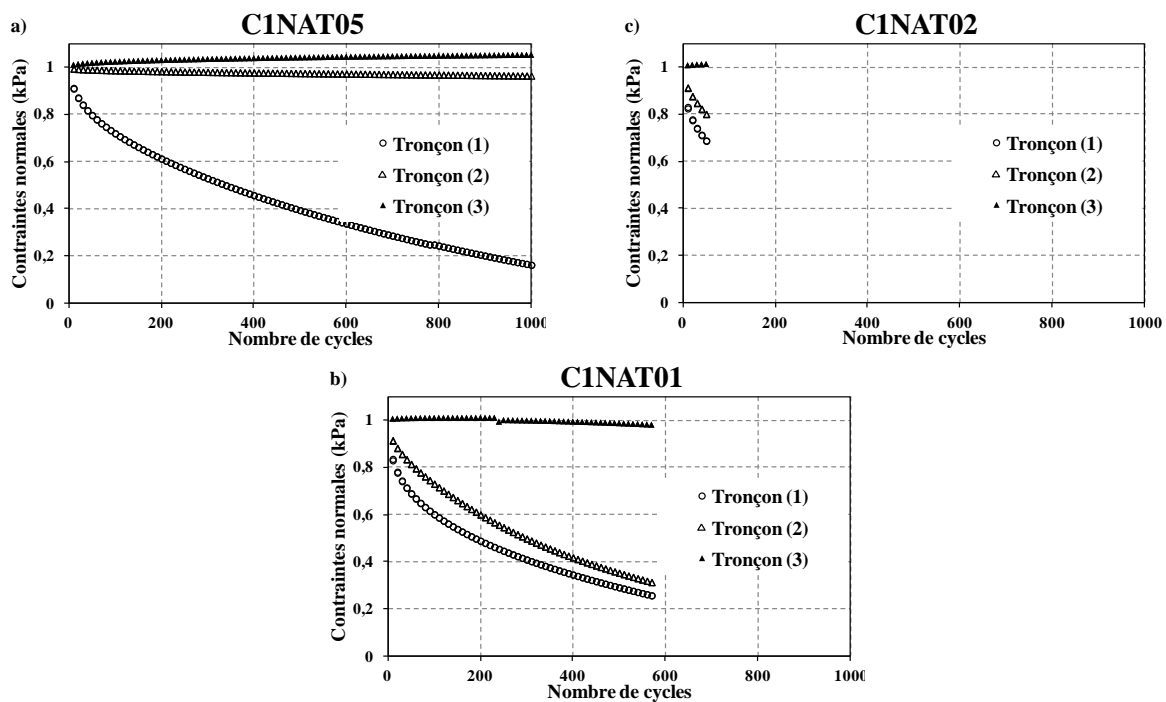 a)
C1NAT05
Contraintes normales (kPa)
1
0,8
0,6
0,4
0,2
0
0
200
400
600
800
1000
Nombre de cycles
Tronçon (1)
Tronçon (2)
Tronçon (3)
c)
C1NAT02
Contraintes normales (kPa)
1
0,8
0,6
0,4
0,2
0
0
200
400
600
800
1000
Nombre de cycles
Tronçon (1)
Tronçon (2)
Tronçon (3)
b)
C1NAT01
Contraintes normales (kPa)
1
0,8
0,6
0,4
0,2
0
0
200
400
600
800
1000
Nombre de cycles
Tronçon (1)
Tronçon (2)
Tronçon (3)